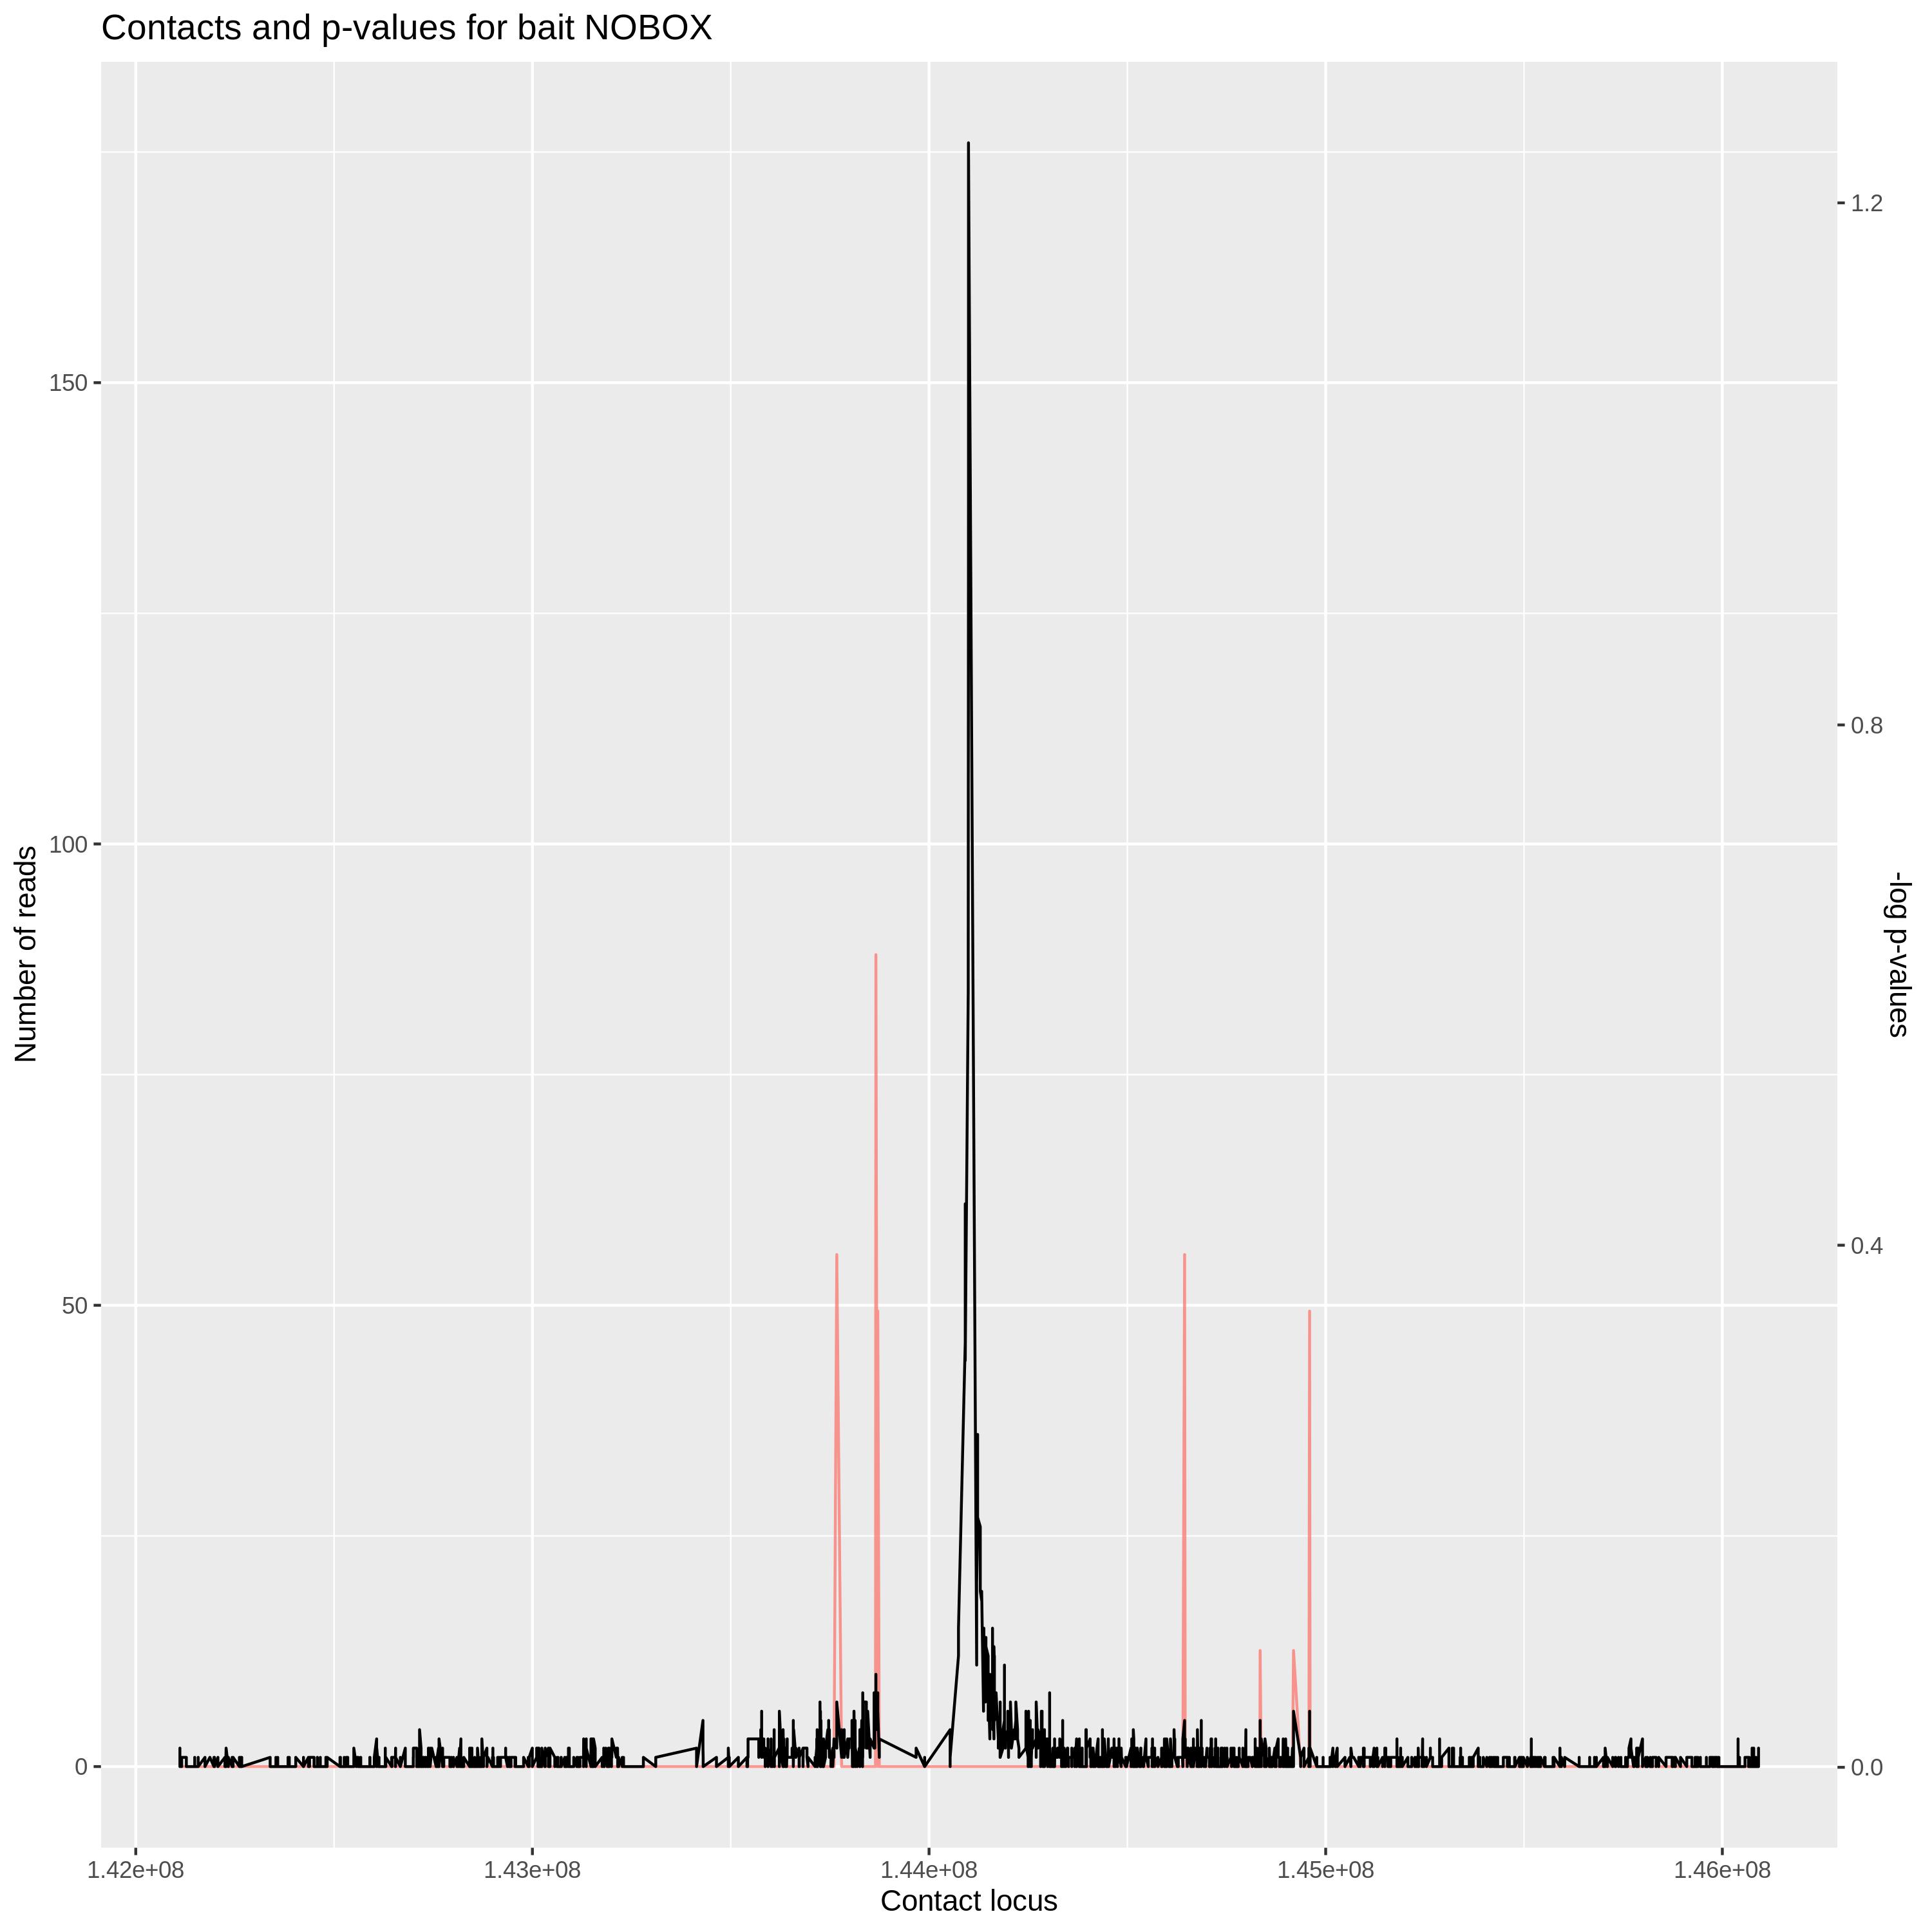 Contacts and p-values for bait NOBOX
Number of reads
150
100
50
0
1.2
0.8
0.4
0.0
-log p-values
1.42e+08 1.43e+08 1.44e+08 1.45e+08 1.46e+08
Contact locus